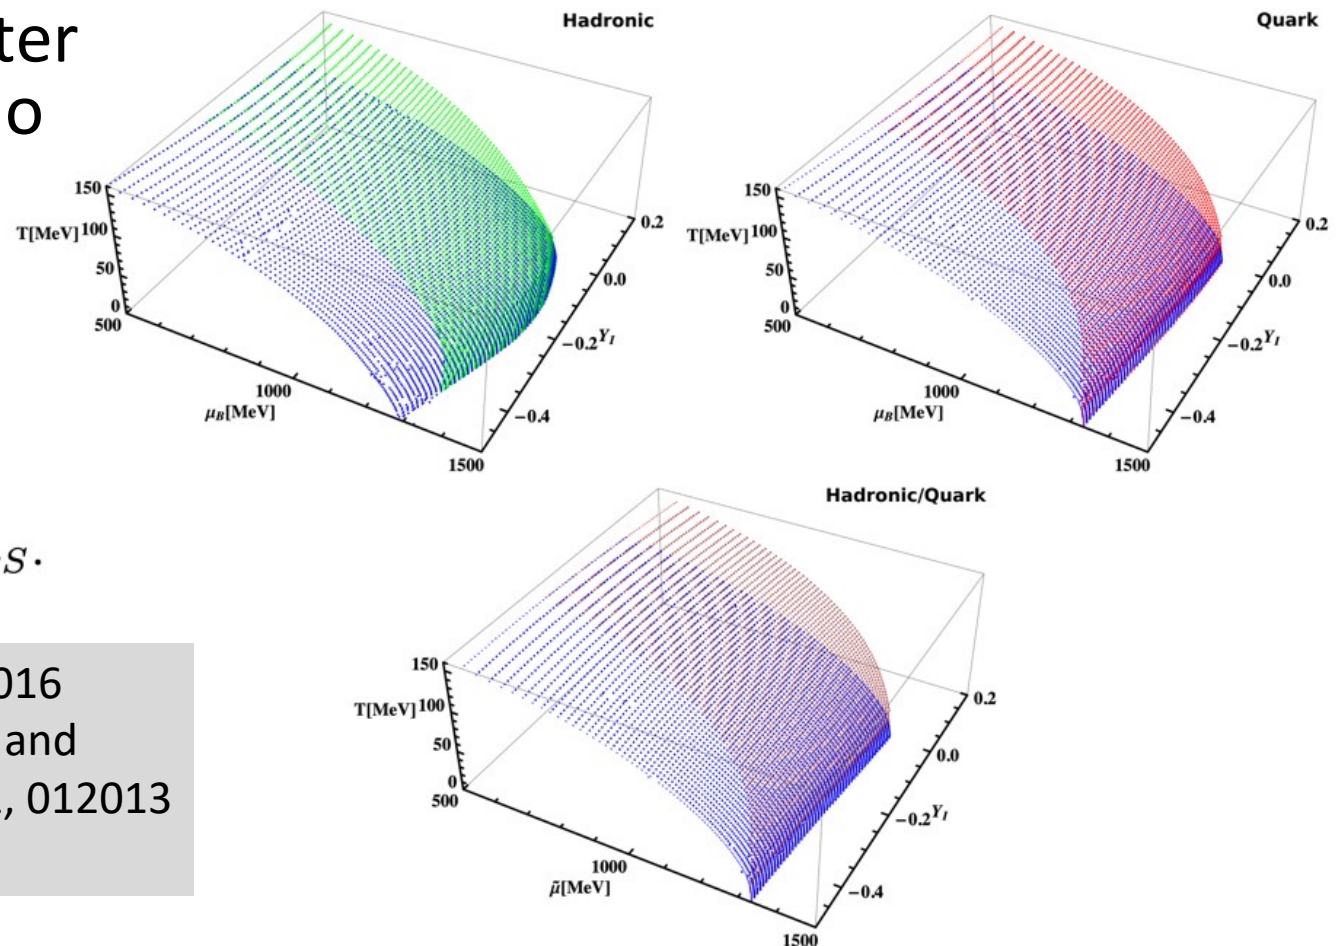 ter
o
s.
016
and
, 012013
Hadronic
150
T[MeV]
100
50
0
500
1000
μB[MeV]
1500
0.2
0.0
−0.2
YI
−0.4
Quark
150
T[MeV]
100
50
0
500
1000
μB[MeV]
1500
0.2
0.0
−0.2
YI
−0.4
Hadronic/Quark
150
T[MeV]
100
50
0
500
1000
μ̃[MeV]
1500
0.2
0.0
−0.2
YI
−0.4